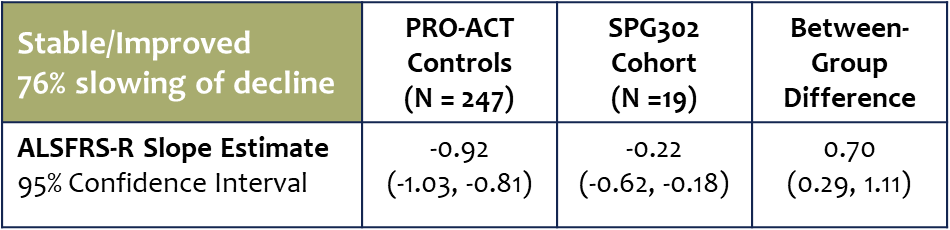 Stable/Improved
76% slowing of decline
PRO-ACT
Controls
(N = 247)
SPG302
Cohort
(N =19)
Between-
Group
Difference
ALSFRS-R Slope Estimate
95% Confidence Interval
-0.92
(-1.03, -0.81)
-0.22
(-0.62, -0.18)
0.70
(0.29, 1.11)